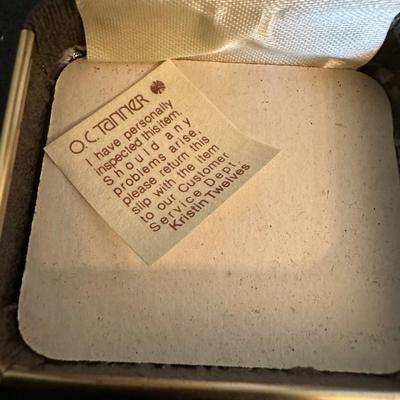 O.C.Tanner
I have personally
inspected this item.
Should any
problems arise,
please return this
slip with the item
to our Customer
Service Dept.
Kristin Twelves